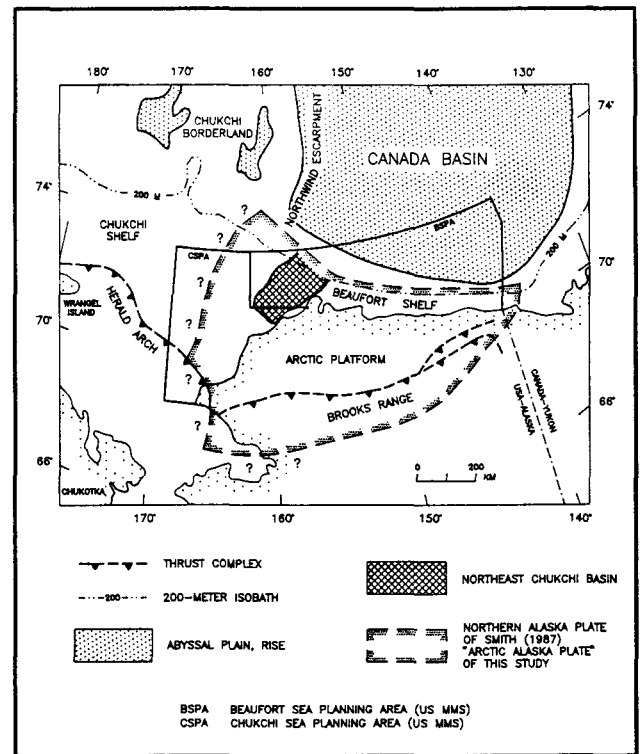 180° 170° 160° 150° 140° 130°
74°
CHUKCHI
BORDERLAND
NORTHWIND ESCARPMENT
CANADA BASIN
74°
200 M
CHUKCHI
SHELF
?
?
CSPA
BSPA
200 M
?
?
70°
WRANGEL
ISLAND
HERALD
ARCH
BEAUFORT SHELF
70°
?
ARCTIC PLATFORM
?
BROOKS RANGE
CANADA-YUKON
USA-ALASKA
68°
?
66°
?
?
0 200
KM
CHUKOTKA
170° 160° 150° 140°
THRUST COMPLEX
200 200-METER ISOBATH
ABYSSAL PLAIN, RISE
NORTHEAST CHUKCHI BASIN
NORTHERN ALASKA PLATE
OF SMITH (1987)
"ARCTIC ALASKA PLATE"
OF THIS STUDY
BSPA BEAUFORT SEA PLANNING AREA (US MMS)
CSPA CHUKCHI SEA PLANNING AREA (US MMS)